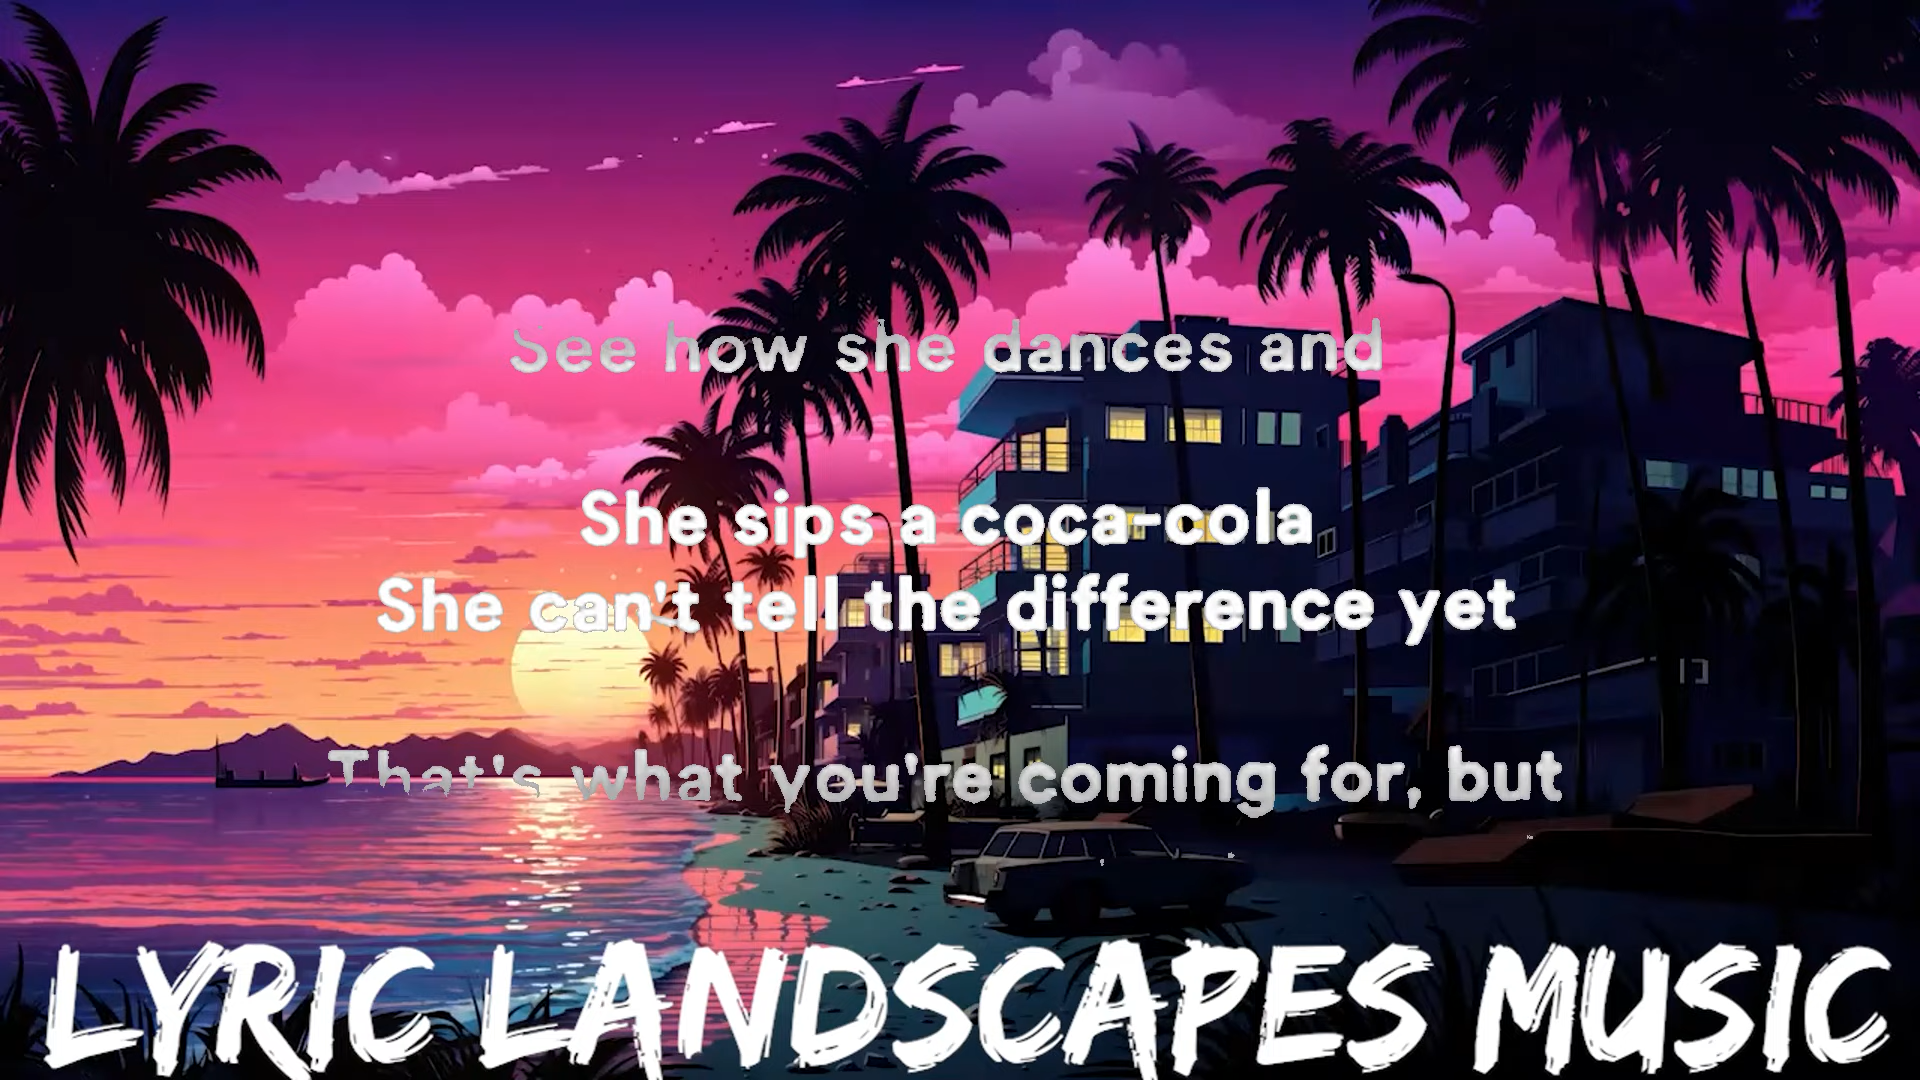 See how she dances and
She sips a coca-cola
She can't tell the difference yet
That's what you're coming for, but
LYRIC LANDSCAPES MUSIC